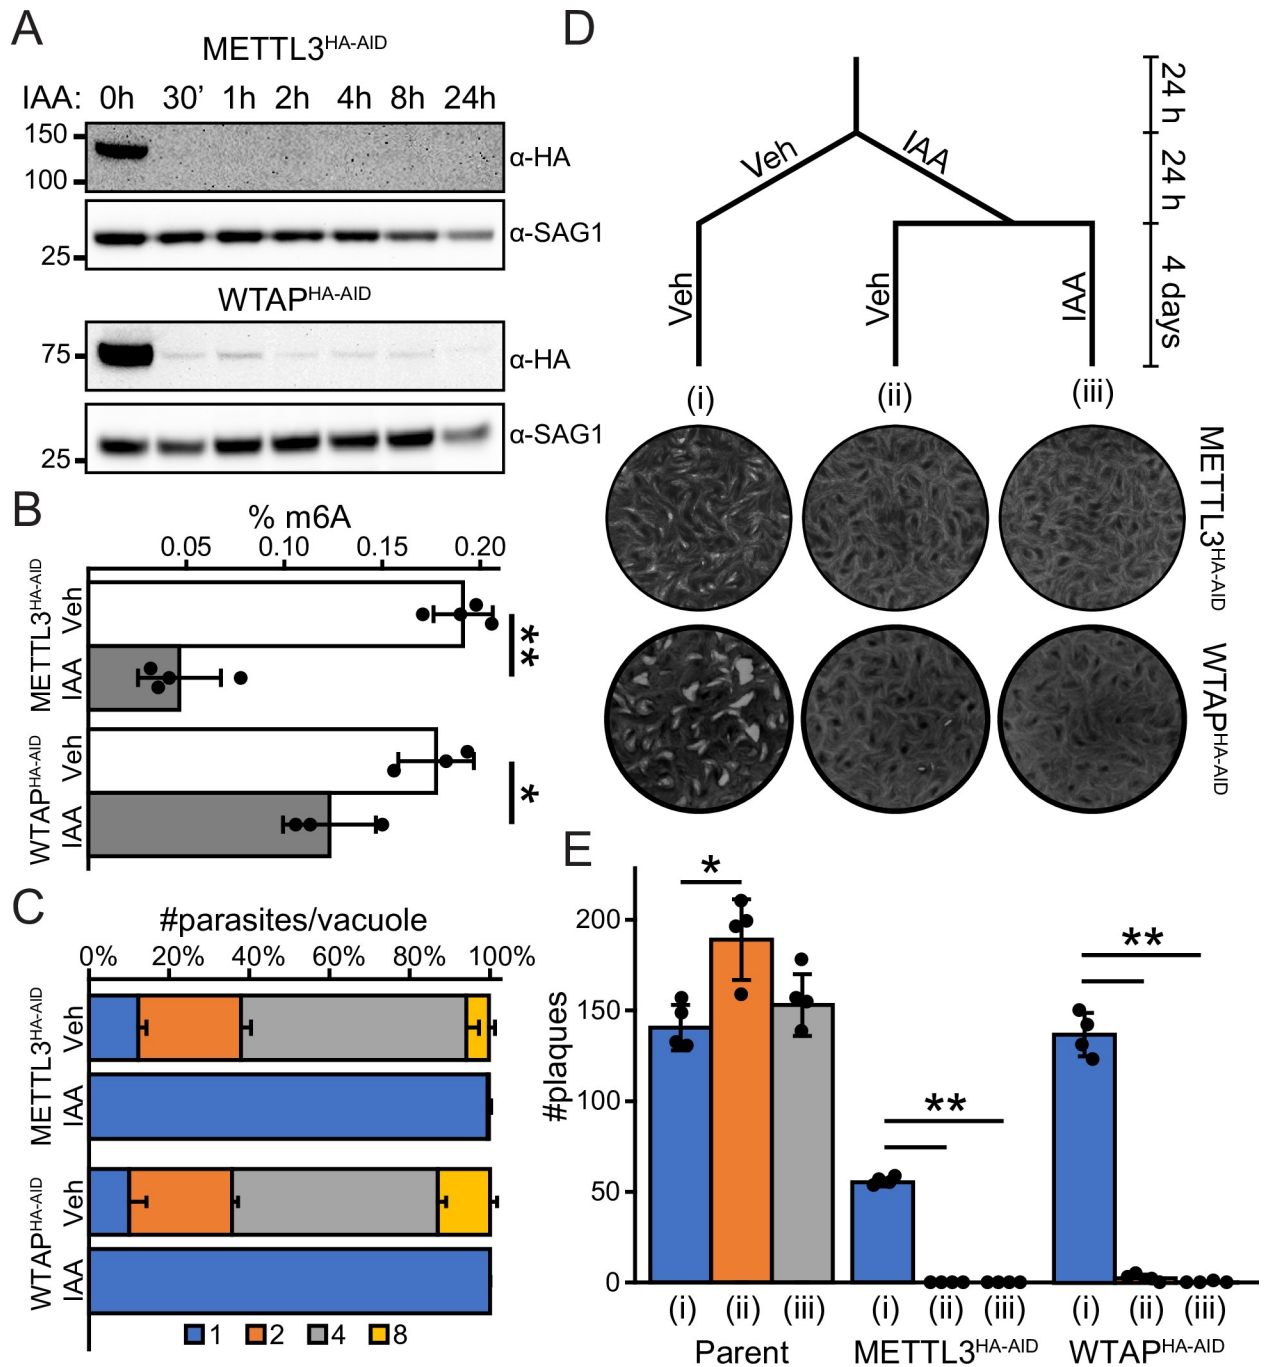 A
METTL3HA-AID
IAA: 0h 30’ 1h 2h 4h 8h 24h
150
100
α-HA
25
α-SAG1
WTAPHA-AID
75
α-HA
25
α-SAG1
B
% m6A
0.05 0.10 0.15 0.20
METTL3HA-AID
Veh
IAA
**
WTAPHA-AID
Veh
IAA
*
C
#parasites/vacuole
0% 20% 40% 60% 80% 100%
METTL3HA-AID
Veh
IAA
WTAPHA-AID
Veh
IAA
1 2 4 8
D
Veh
IAA
Veh
Veh
IAA
24 h
24 h
4 days
(i) (ii) (iii)
METTL3HA-AID
WTAPHA-AID
E
#plaques
200
150
100
50
0
*
**
**
(i) (ii) (iii) (i) (ii) (iii) (i) (ii) (iii)
Parent METTL3HA-AID WTAPHA-AID